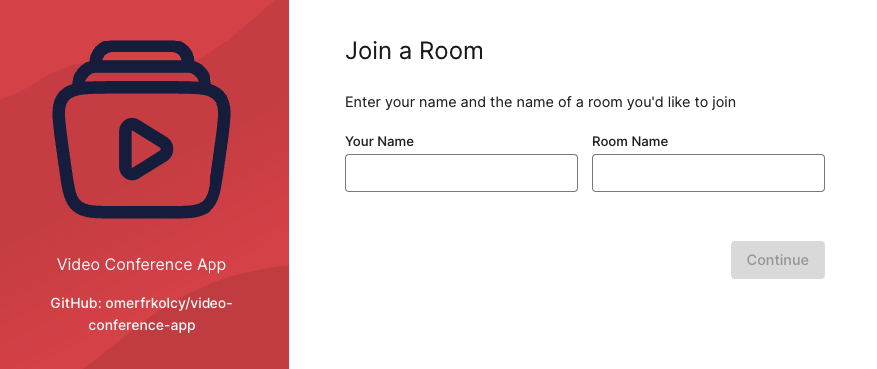 Join a Room
Enter your name and the name of a room you'd like to join
Your Name
Room Name
Continue
Video Conference App
GitHub: omerfrkolcy/video-
conference-app